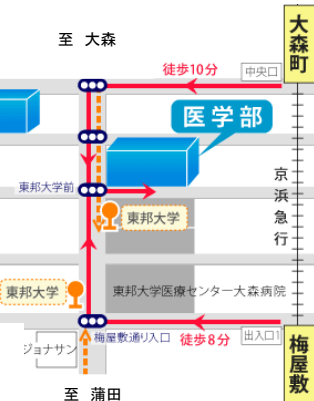 至 大森
大森町
徒歩10分
中央口
医学部
京浜急行
東邦大学前
東邦大学
東邦大学
東邦大学医療センター大森病院
梅屋敷通り入口
出入口1
徒歩8分
ジョナサン
梅屋敷
至 蒲田